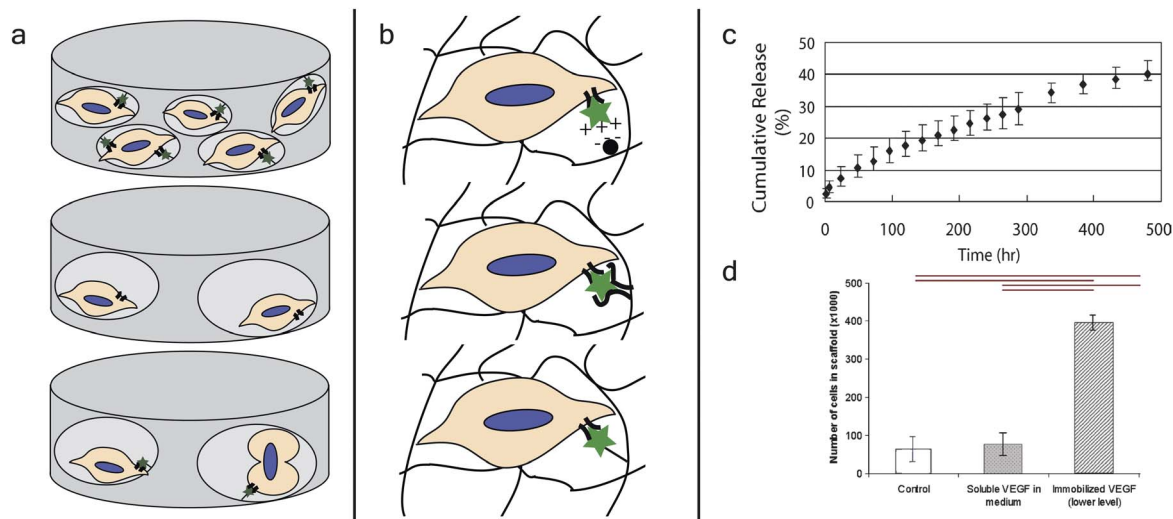 a
b
+ + +
- - -
c
Cumulative Release
(%)
50
40
30
20
10
0
0 100 200 300 400 500
Time (hr)
d
Number of cells in scaffold (x1000)
500
400
300
200
100
0
Control
Soluble VEGF in
medium
Immobilized VEGF
(lower level)